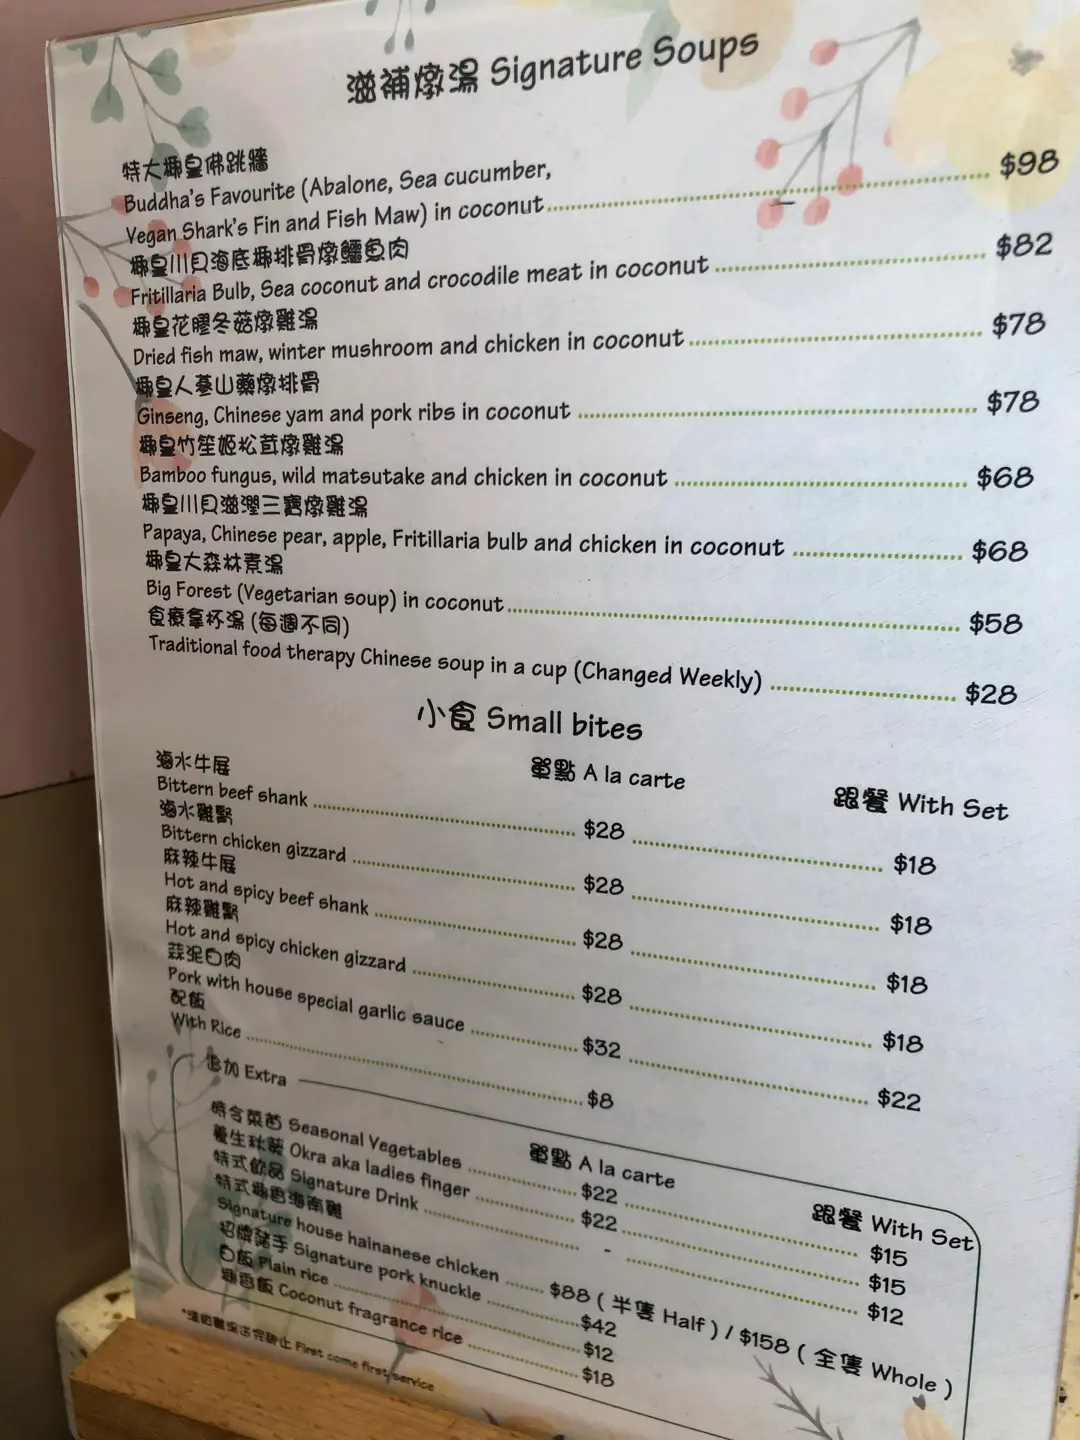 滋補燉湯 Signature Soups
特大椰皇佛跳牆
Buddha's Favourite (Abalone, Sea cucumber,
Vegan Shark's Fin and Fish Maw) in coconut $98
椰皇川貝海底椰排骨燉鱷魚肉
Fritillaria Bulb, Sea coconut and crocodile meat in coconut $82
椰皇花膠冬菇燉雞湯
Dried fish maw, winter mushroom and chicken in coconut $78
椰皇人蔘山藥燉排骨
Ginseng, Chinese yam and pork ribs in coconut $78
椰皇竹笙姬松茸燉雞湯
Bamboo fungus, wild matsutake and chicken in coconut $68
椰皇川貝滋潤三寶燉雞湯
Papaya, Chinese pear, apple, Fritillaria bulb and chicken in coconut $68
椰皇大森林素湯
Big Forest (Vegetarian soup) in coconut $58
食療拿杯湯 (每週不同)
Traditional food therapy Chinese soup in a cup (Changed Weekly) $28
小食 Small bites
單點 A la carte 跟餐 With Set
滷水牛𦟌
Bittern beef shank $28 $18
滷水雞腎
Bittern chicken gizzard $28 $18
麻辣牛𦟌
Hot and spicy beef shank $28 $18
麻辣雞腎
Hot and spicy chicken gizzard $28 $18
蒜泥白肉
Pork with house special garlic sauce $32 $22
配飯
With Rice $8
追加 Extra
單點 A la carte 跟餐 With Set
時令菜苗 Seasonal Vegetables $22 $15
養生秋葵 Okra aka ladies finger $22 $15
特式飲品 Signature Drink - $12
特式椰香海南雞
Signature house hainanese chicken $88 ( 半隻 Half ) / $158 ( 全隻 Whole )
招牌豬手 Signature pork knuckle $42
白飯 Plain rice $12
椰香飯 Coconut fragrance rice $18
First come first service